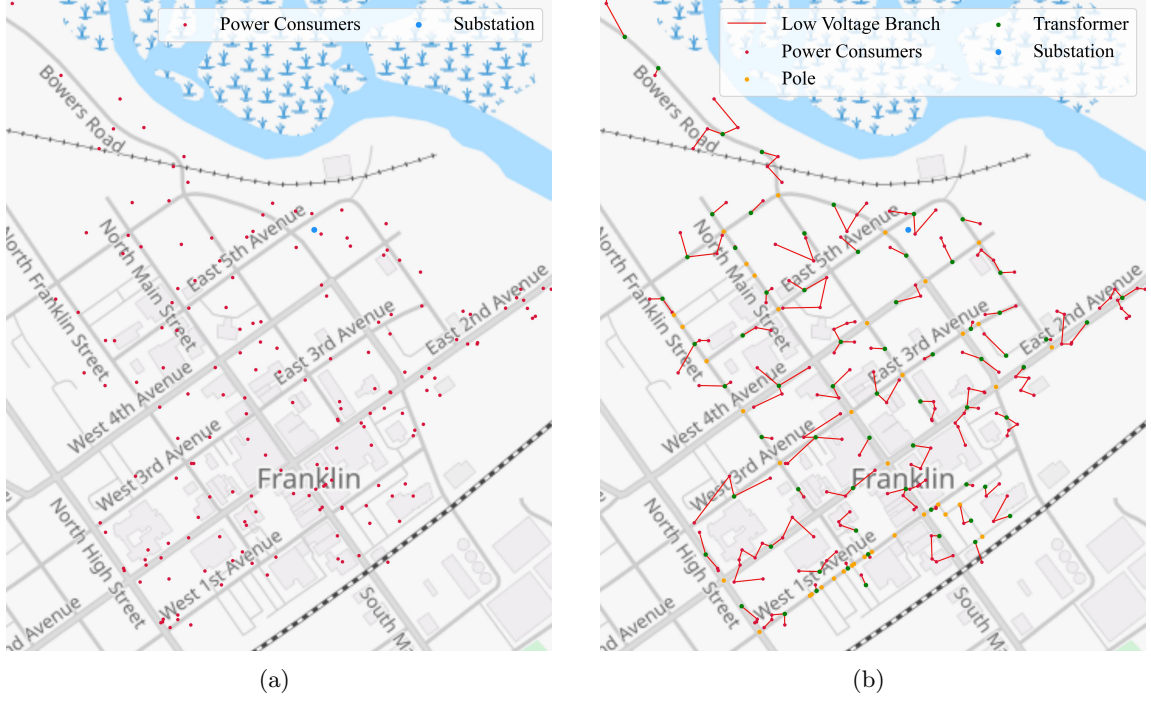 Power Consumers
Substation
Bowers Road
North Main Street
North Franklin Street
East 5th Avenue
East 3rd Avenue
East 2nd Avenue
West 4th Avenue
West 3rd Avenue
Franklin
North High Street
West 1st Avenue
South Ma
nd Avenue
(a)
Low Voltage Branch
Transformer
Power Consumers
Substation
Pole
Bowers Road
North Main Street
North Franklin Street
East 5th Avenue
East 3rd Avenue
East 2nd Avenue
West 4th Avenue
West 3rd Avenue
Franklin
North High Street
West 1st Avenue
South Ma
nd Avenue
(b)